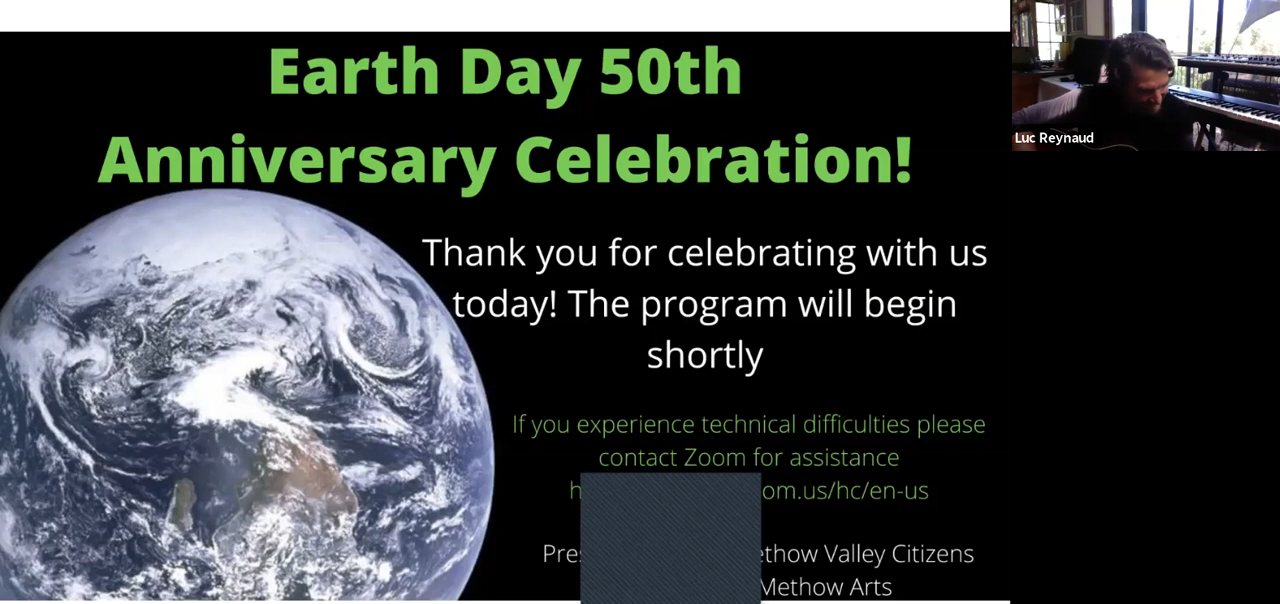 Earth Day 50th
Anniversary Celebration!
Thank you for celebrating with us
today! The program will begin
shortly
If you experience technical difficulties please
contact Zoom for assistance
om.us/hc/en-us
Valley Citizens
Methow Arts
Luc Reynaud